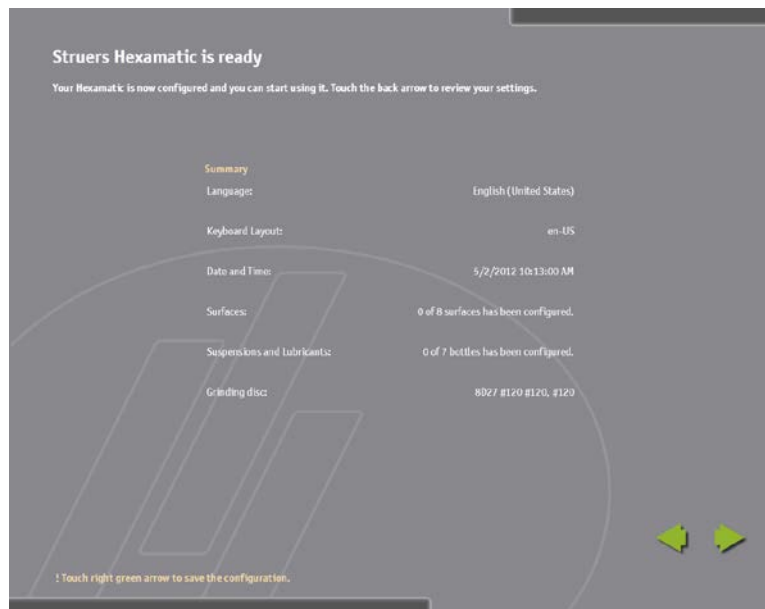 Struers Hexamatic is ready
Your Hexamatic is now configured and you can start using it. Touch the back arrow to review your settings.
Summary
Language: English (United States)
Keyboard Layout: en-US
Date and Time: 5/2/2012 10:13:00 AM
Surfaces: 0 of 8 surfaces has been configured.
Suspensions and Lubricants: 0 of 7 bottles has been configured.
Grinding disc: 8D27 #120 #120, #120
! Touch right green arrow to save the configuration.